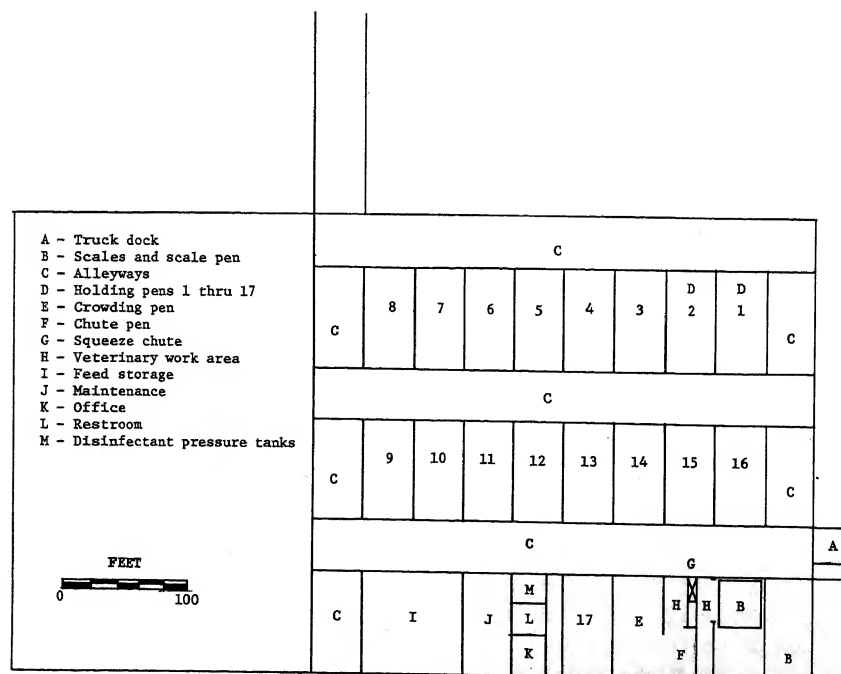 A - Truck dock
B - Scales and scale pen
C - Alleyways
D - Holding pens 1 thru 17
E - Crowding pen
F - Chute pen
G - Squeeze chute
H - Veterinary work area
I - Feed storage
J - Maintenance
K - Office
L - Restroom
M - Disinfectant pressure tanks
FEET
0 100
C
D D
C 8 7 6 5 4 3 2 1 C
C
C 9 10 11 12 13 14 15 16 C
C
A
G
M
C I J L 17 E H H B
K F B